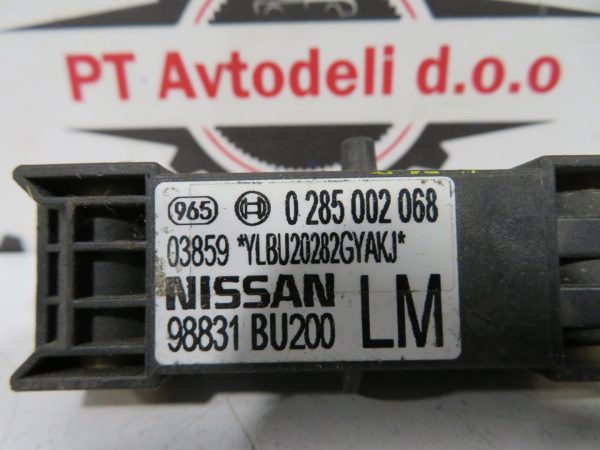 PT Avtodeli d.o.o
965 0 285 002 068
03859 *YLBU20282GYAKJ*
NISSAN
98831 BU200 LM